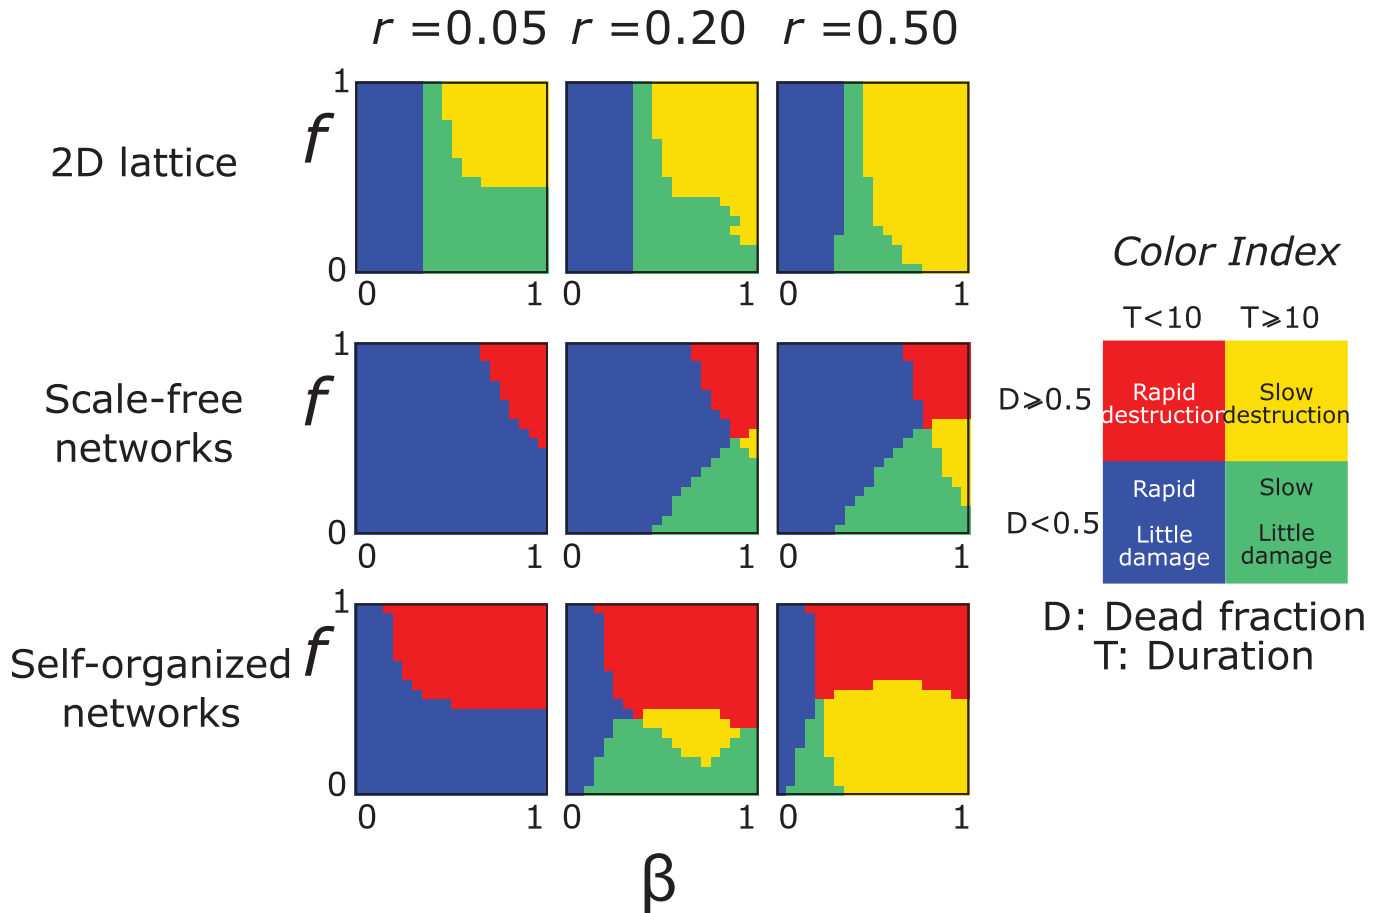 r =0.05 r =0.20 r =0.50
2D lattice
f
1
0
0 1 0 1 0 1
Scale-free
networks
f
1
0
0 1 0 1 0 1
Self-organized
networks
f
1
0
0 1 0 1 0 1
β
Color Index
T<10 T⩾10
D⩾0.5
Rapid
destruction
Slow
destruction
D<0.5
Rapid
Little
damage
Slow
Little
damage
D: Dead fraction
T: Duration